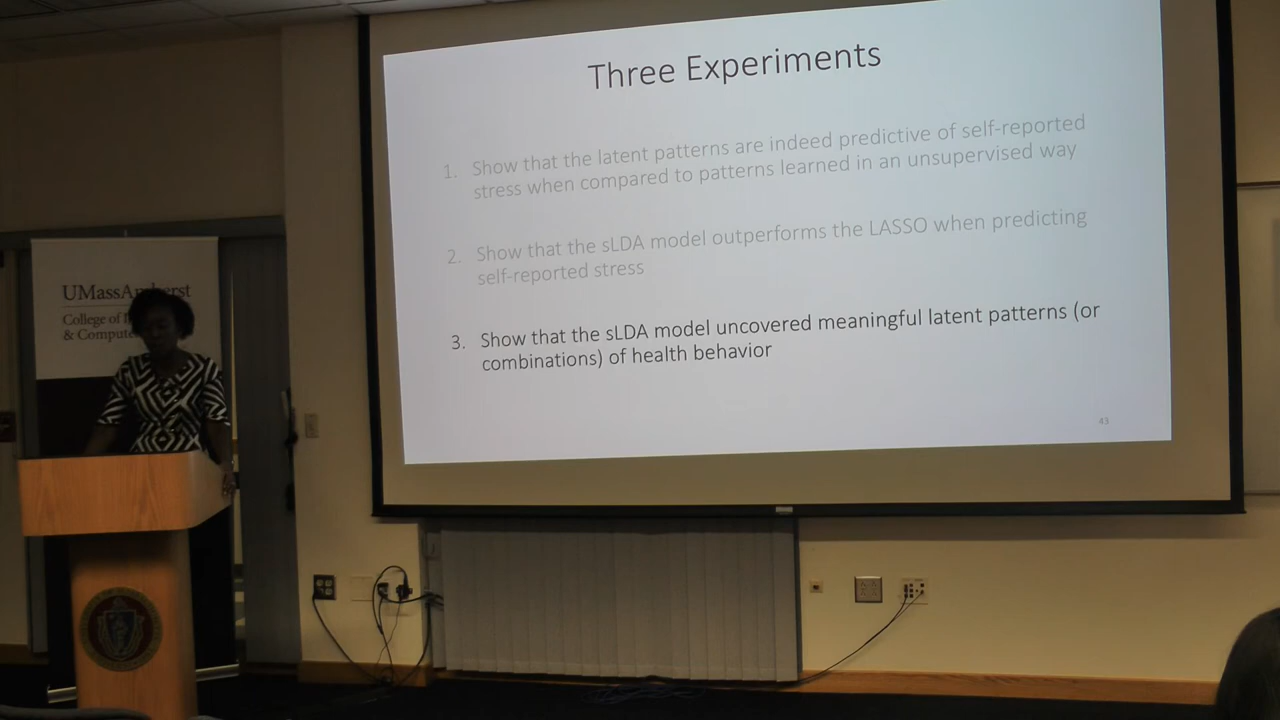 Three Experiments
1. Show that the latent patterns are indeed predictive of self-reported
stress when compared to patterns learned in an unsupervised way
2. Show that the sLDA model outperforms the LASSO when predicting
self-reported stress
3. Show that the sLDA model uncovered meaningful latent patterns (or
combinations) of health behavior
43
College of
&